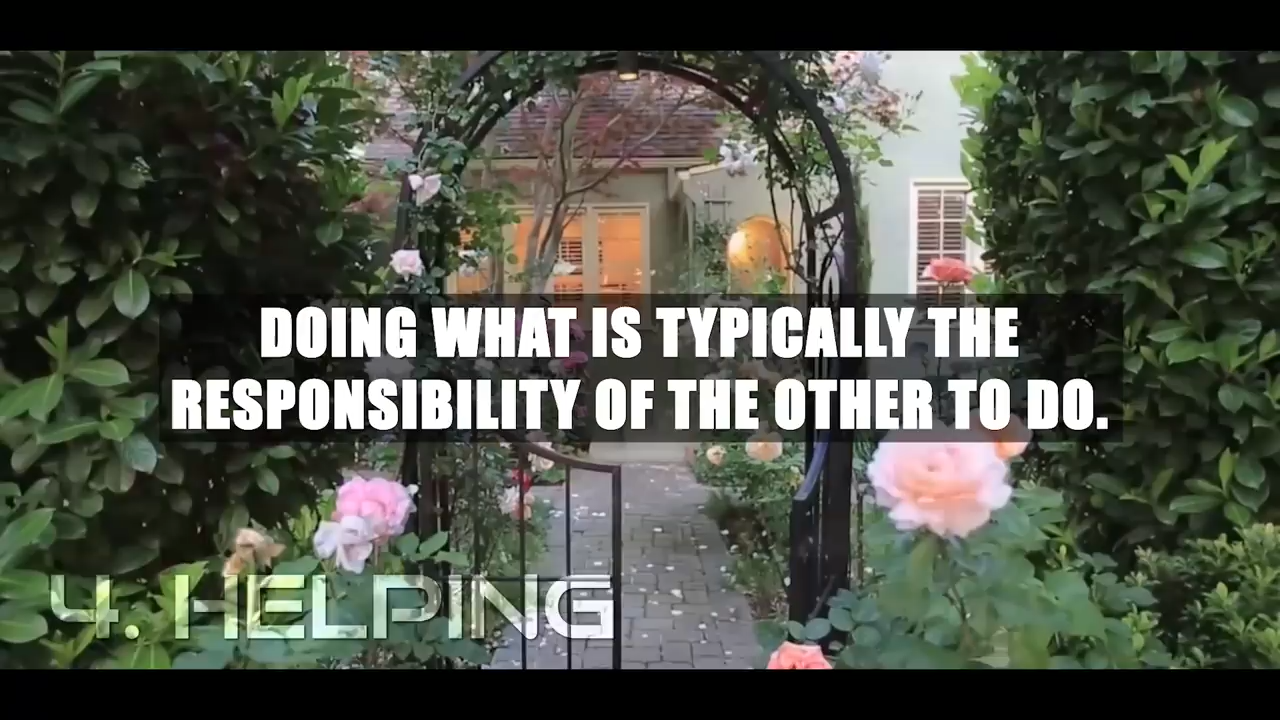 DOING WHAT IS TYPICALLY THE
RESPONSIBILITY OF THE OTHER TO DO.
4. HELPING